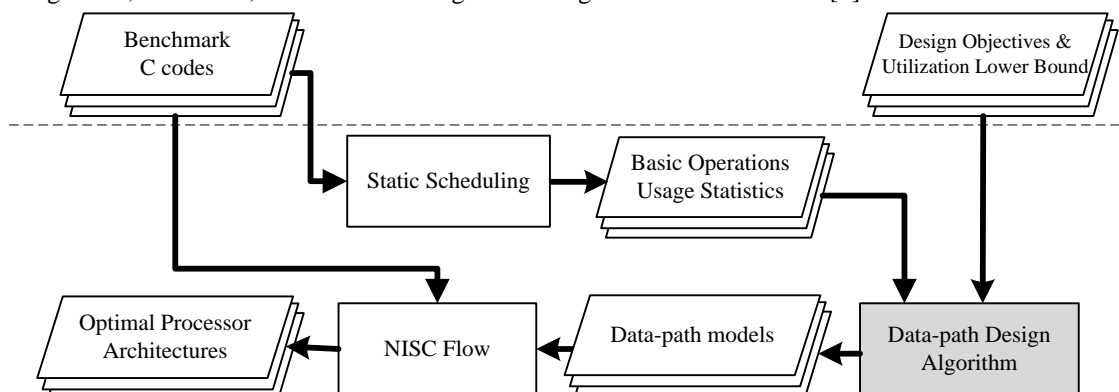 Benchmark
C codes
Design Objectives &
Utilization Lower Bound
Static Scheduling
Basic Operations
Usage Statistics
Optimal Processor
Architectures
NISC Flow
Data-path models
Data-path Design
Algorithm